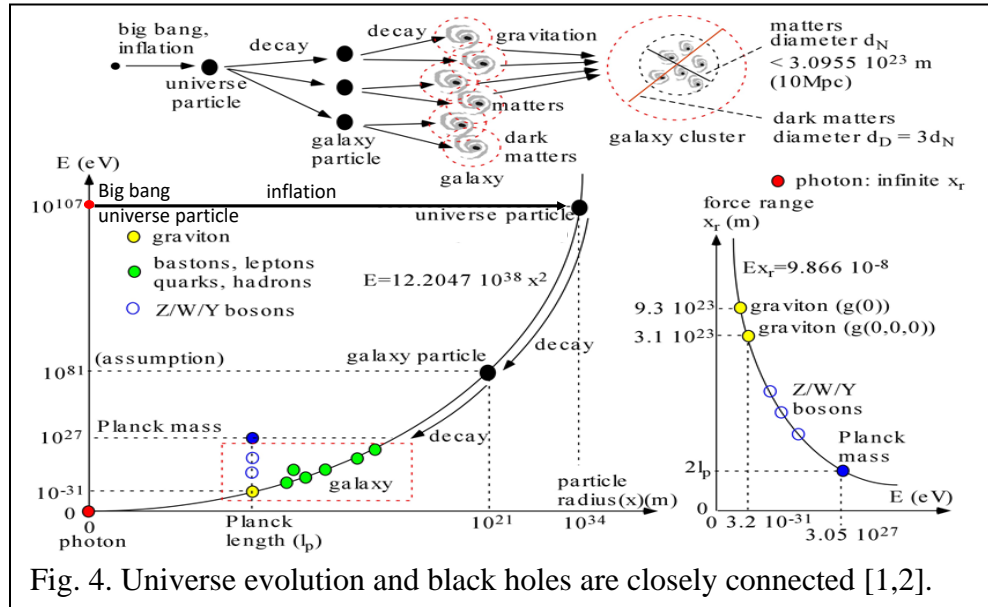 big bang,
inflation
decay
universe
particle
galaxy
particle
decay
gravitation
matters
dark
matters
galaxy
galaxy cluster
matters
diameter d_N
< 3.0955 10^23 m
(10Mpc)
dark matters
diameter d_D = 3d_N
E (eV)
10^107
Big bang
inflation
universe particle
universe particle
graviton
bastons, leptons
quarks, hadrons
Z/W/Y bosons
E=12.2047 10^38 x^2
(assumption)
galaxy particle
decay
10^81
Planck mass
10^27
decay
galaxy
10^-31
0
0
photon
Planck
length (l_p)
10^21
10^34
particle
radius(x)(m)
photon: infinite x_r
force range
x_r (m)
Ex_r=9.866 10^-8
9.3 10^23
graviton (g(0))
3.1 10^23
graviton (g(0,0,0))
Z/W/Y
bosons
Planck
mass
2l_p
0
E (eV)
0
3.2 10^-31
3.05 10^27
Fig. 4. Universe evolution and black holes are closely connected [1,2].